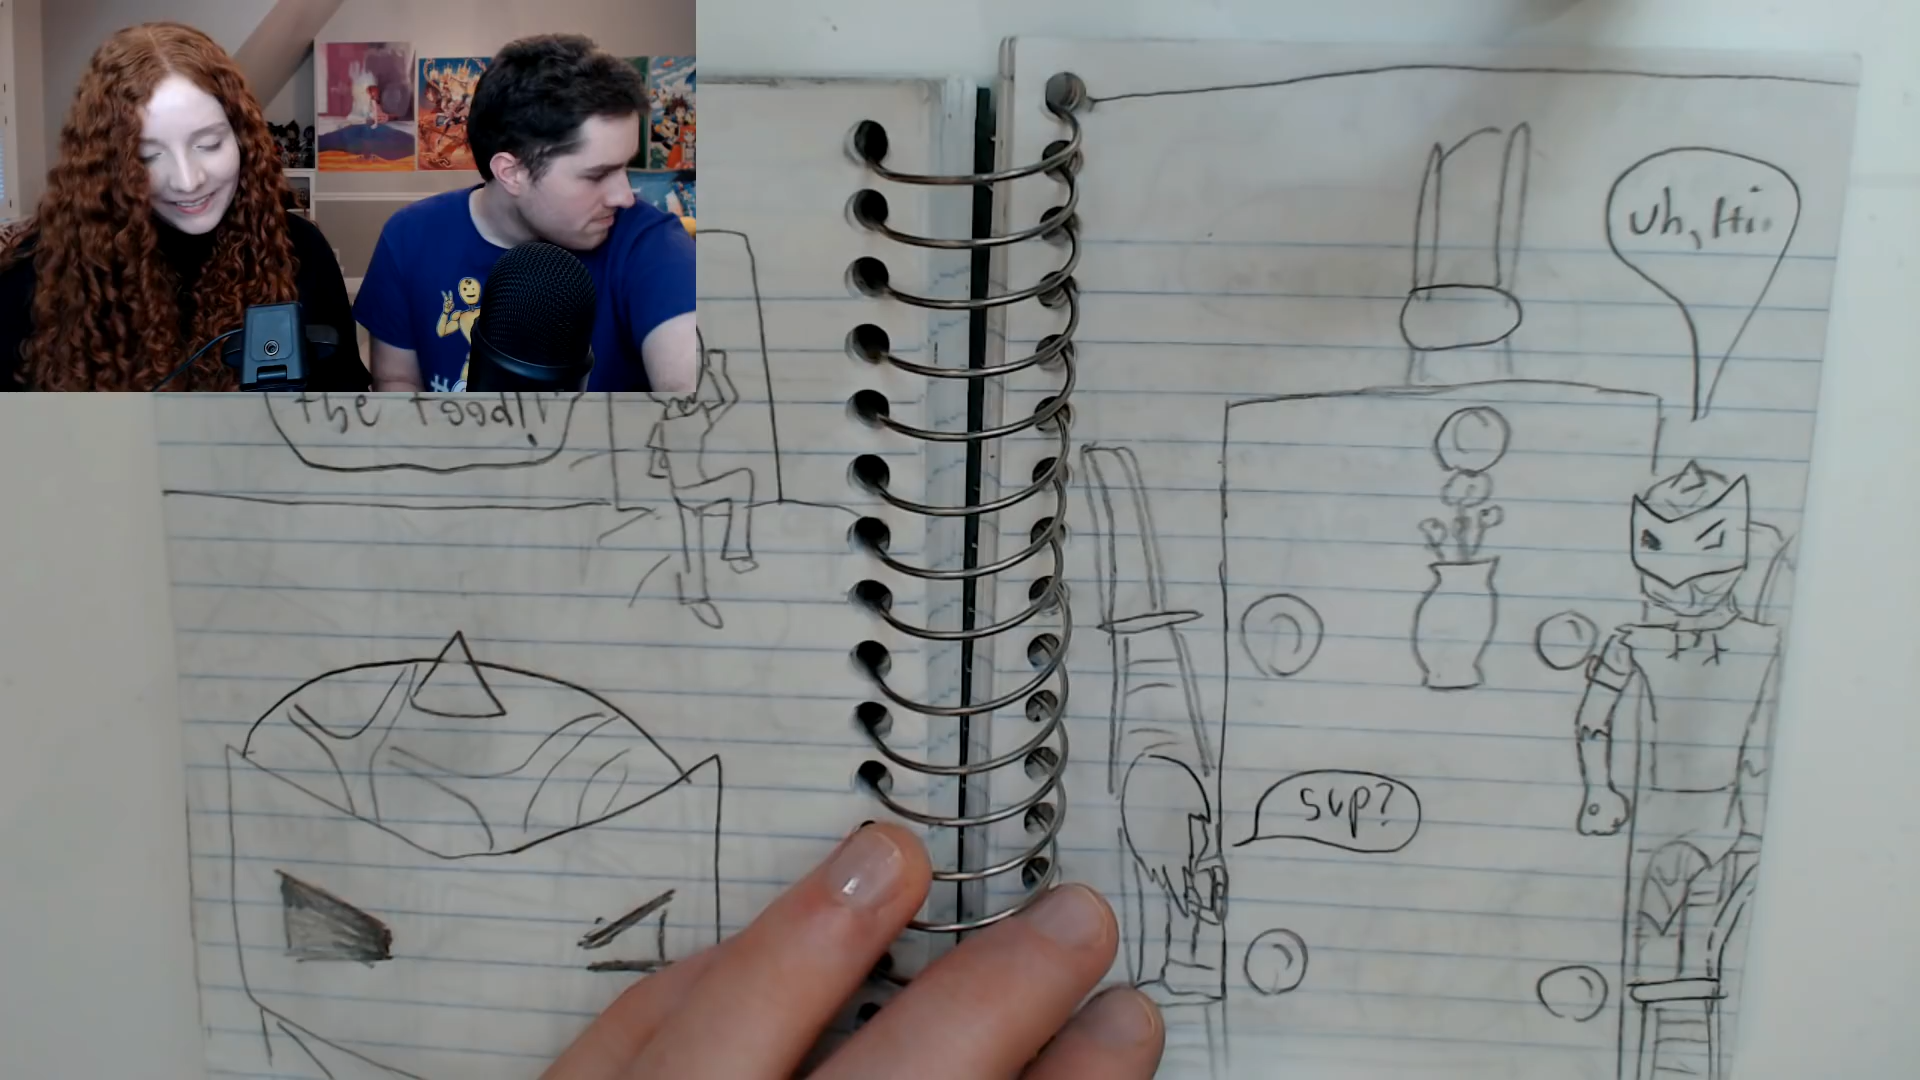 the food!!
Uh, Hi.
sup?